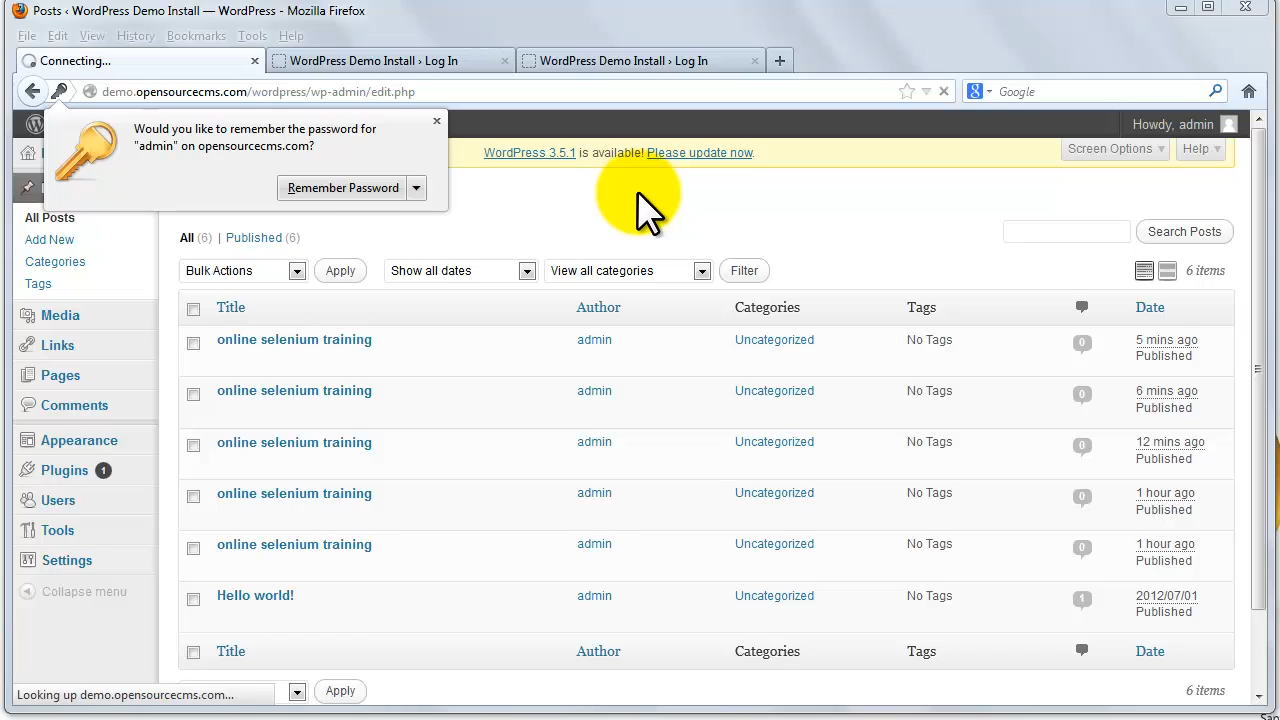 Posts ‹ WordPress Demo Install — WordPress - Mozilla Firefox
File Edit View History Bookmarks Tools Help
Connecting... WordPress Demo Install › Log In WordPress Demo Install › Log In
demo.opensourcecms.com/wordpress/wp-admin/edit.php Google
Howdy, admin
Would you like to remember the password for
"admin" on opensourcecms.com?
Remember Password
WordPress 3.5.1 is available! Please update now.
Screen Options Help
All Posts
Add New
Categories
Tags
Media
Links
Pages
Comments
Appearance
Plugins 1
Users
Tools
Settings
Collapse menu
All (6) | Published (6)
Search Posts
Bulk Actions Apply Show all dates View all categories Filter 6 items
Title Author Categories Tags Date
online selenium training admin Uncategorized No Tags 0 5 mins ago
Published
online selenium training admin Uncategorized No Tags 0 6 mins ago
Published
online selenium training admin Uncategorized No Tags 0 12 mins ago
Published
online selenium training admin Uncategorized No Tags 0 1 hour ago
Published
online selenium training admin Uncategorized No Tags 0 1 hour ago
Published
Hello world! admin Uncategorized No Tags 1 2012/07/01
Published
Title Author Categories Tags Date
Apply 6 items
Looking up demo.opensourcecms.com...